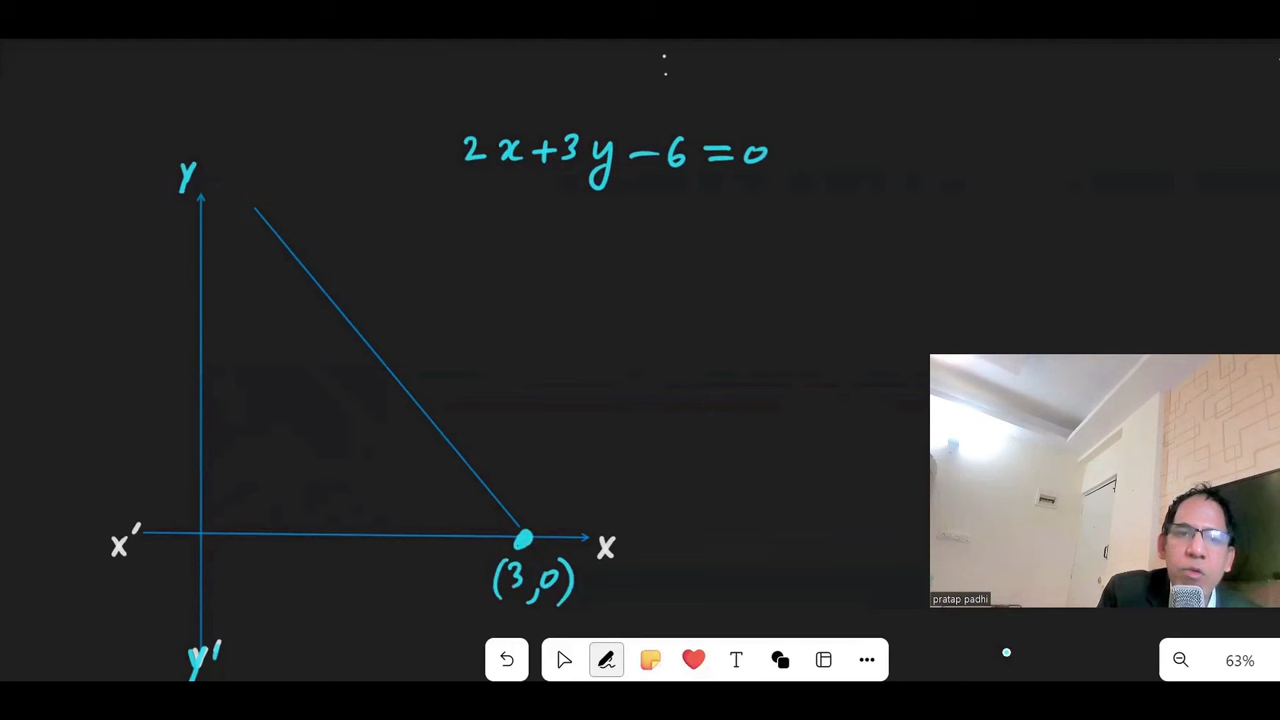 2x+3y-6=0
Y
X'
X
(3,0)
Y'
pratap padhi
T
63%